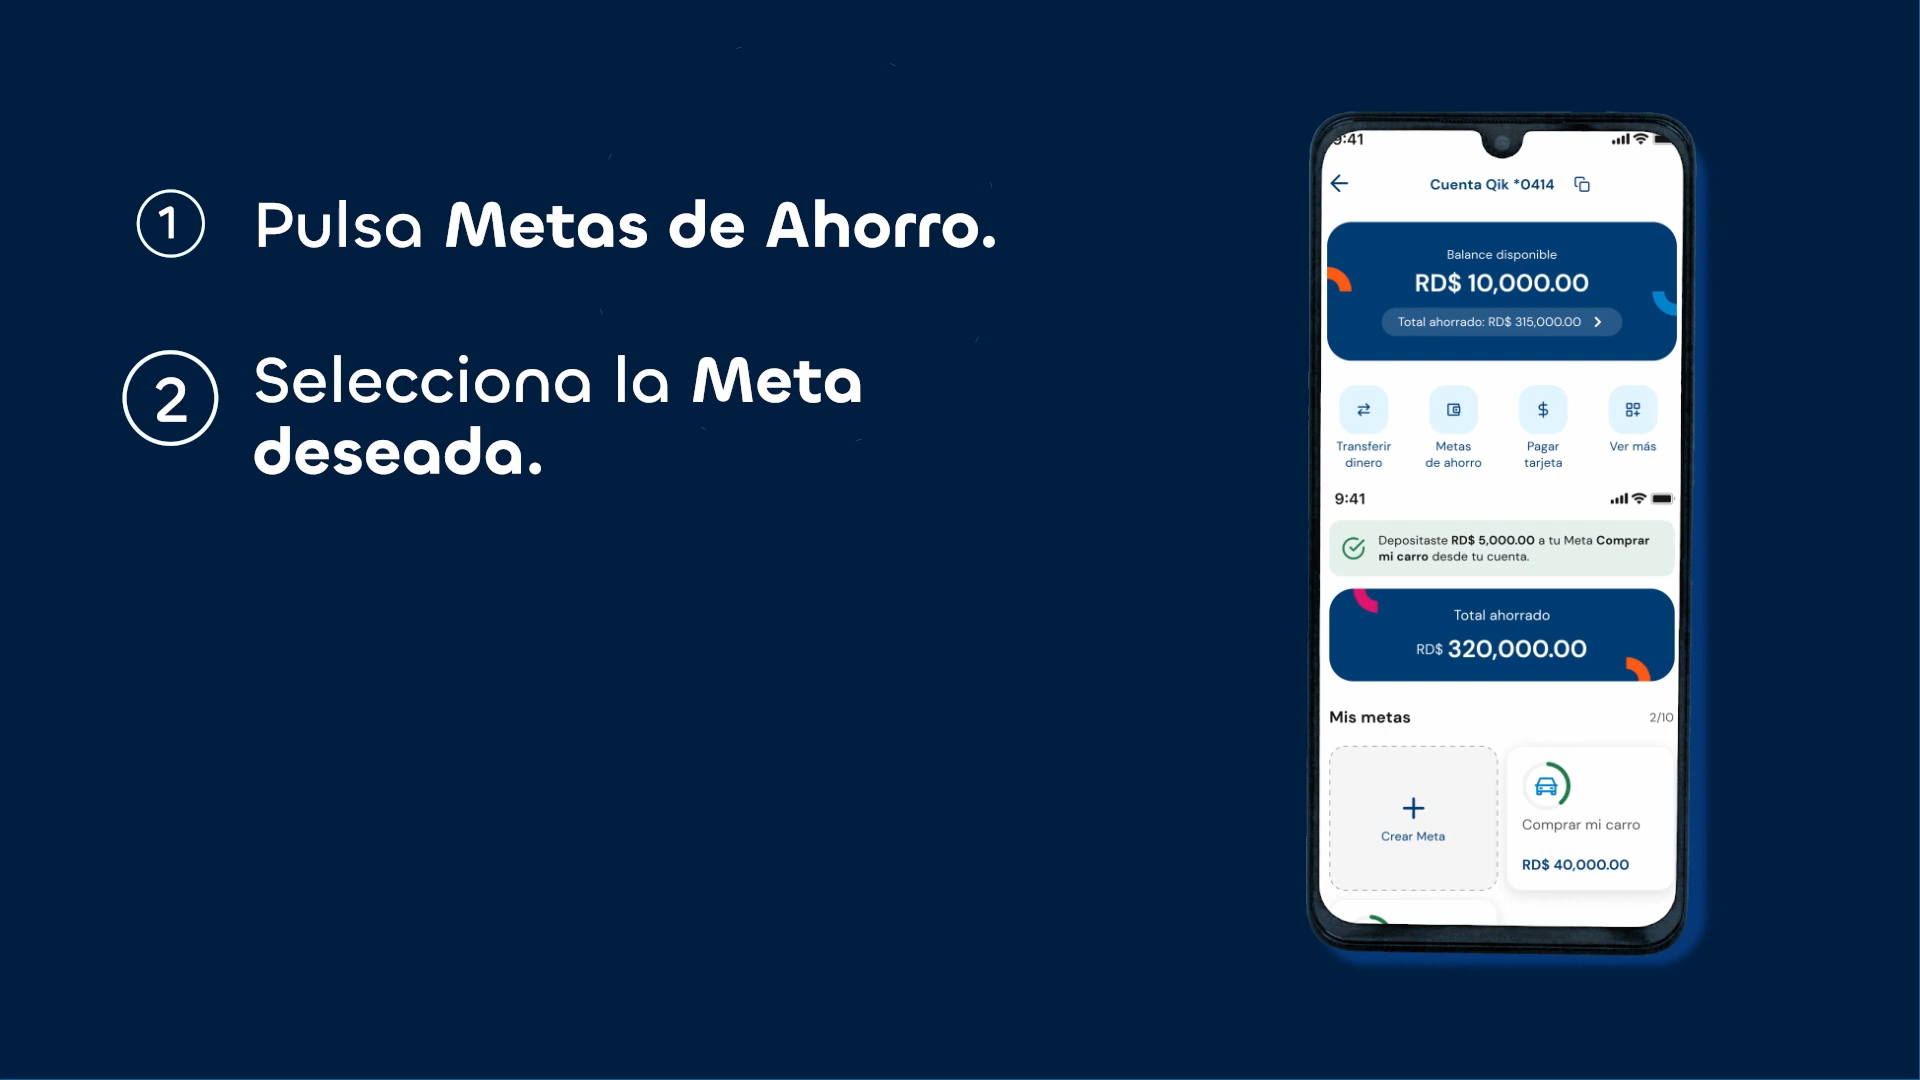 1 Pulsa Metas de Ahorro.
2 Selecciona la Meta
deseada.
9:41
Cuenta Qik *0414
Balance disponible
RD$ 10,000.00
Total ahorrado: RD$ 315,000.00
Transferir
dinero
Metas
de ahorro
Pagar
tarjeta
Ver más
9:41
Depositaste RD$ 5,000.00 a tu Meta Comprar
mi carro desde tu cuenta.
Total ahorrado
RD$ 320,000.00
Mis metas 2/10
Crear Meta
Comprar mi carro
RD$ 40,000.00